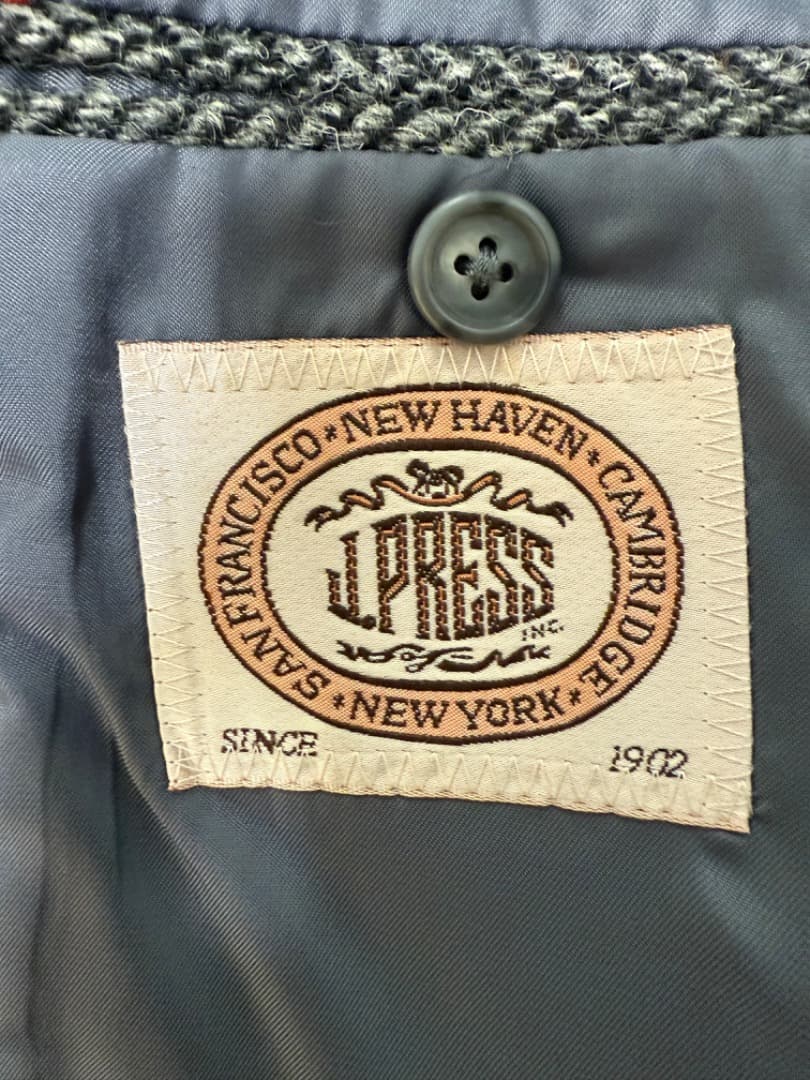 SAN FRANCISCO * NEW HAVEN * CAMBRIDGE * NEW YORK *
J. PRESS
INC.
SINCE 1902